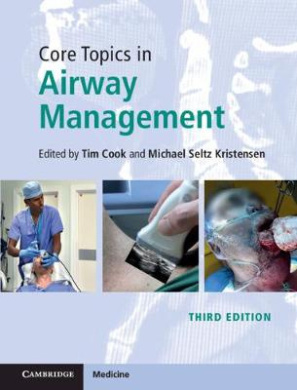 Core Topics in
Airway
Management
Edited by Tim Cook and Michael Seltz Kristensen
THIRD EDITION
CAMBRIDGE
Medicine